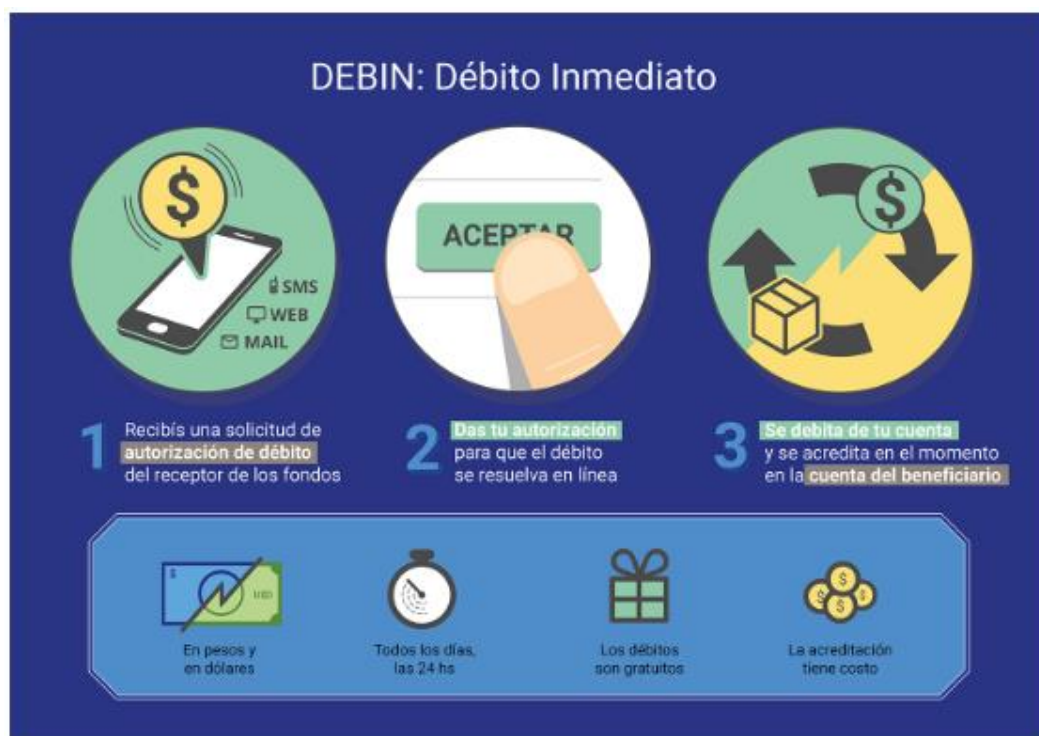 DEBIN: Débito Inmediato
$
SMS
WEB
MAIL
ACEPTAR
$
1
Recibís una solicitud de
autorización de débito
del receptor de los fondos
2
Das tu autorización
para que el débito
se resuelva en línea
3
Se debita de tu cuenta
y se acredita en el momento
en la cuenta del beneficiario
$
USD
En pesos y
en dólares
Todos los días,
las 24 hs
Los débitos
son gratuitos
$
$ $
$
La acreditación
tiene costo